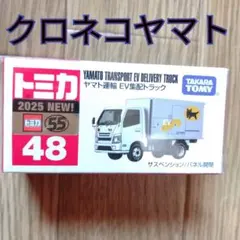 クロネコヤマト
トミカ
2025 NEW!
55
48
YAMATO TRANSPORT EV DELIVERY TRUCK
ヤマト運輸 EV集配トラック
TAKARA
TOMY
サスペンション/パネル開閉